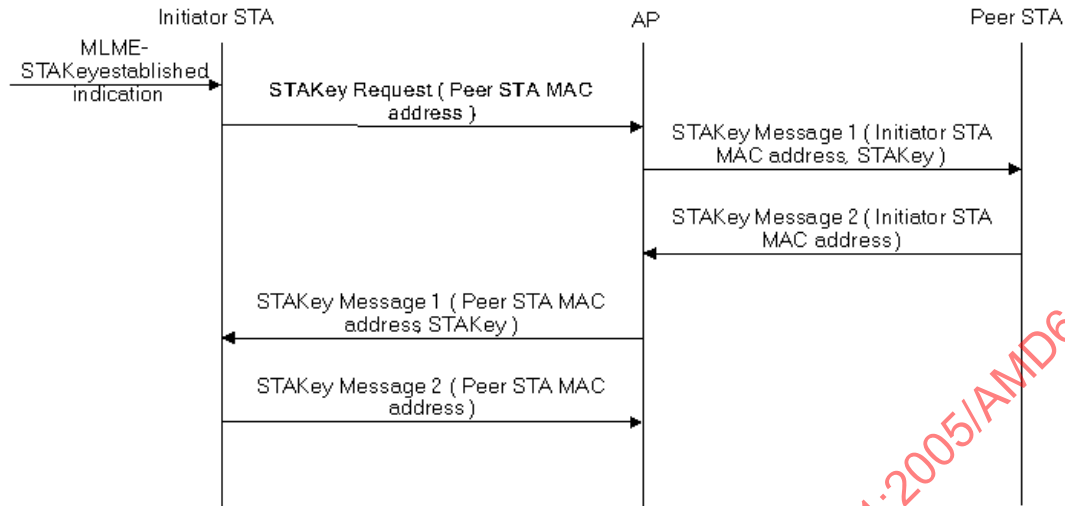 Initiator STA
AP
Peer STA
MLME-
STAKeyestablished
indication
STAKey Request ( Peer STA MAC
address )
STAKey Message 1 ( Initiator STA
MAC address, STAKey )
STAKey Message 2 ( Initiator STA
MAC address)
STAKey Message 1 ( Peer STA MAC
address, STAKey )
STAKey Message 2 ( Peer STA MAC
address )
:2005/AMD6